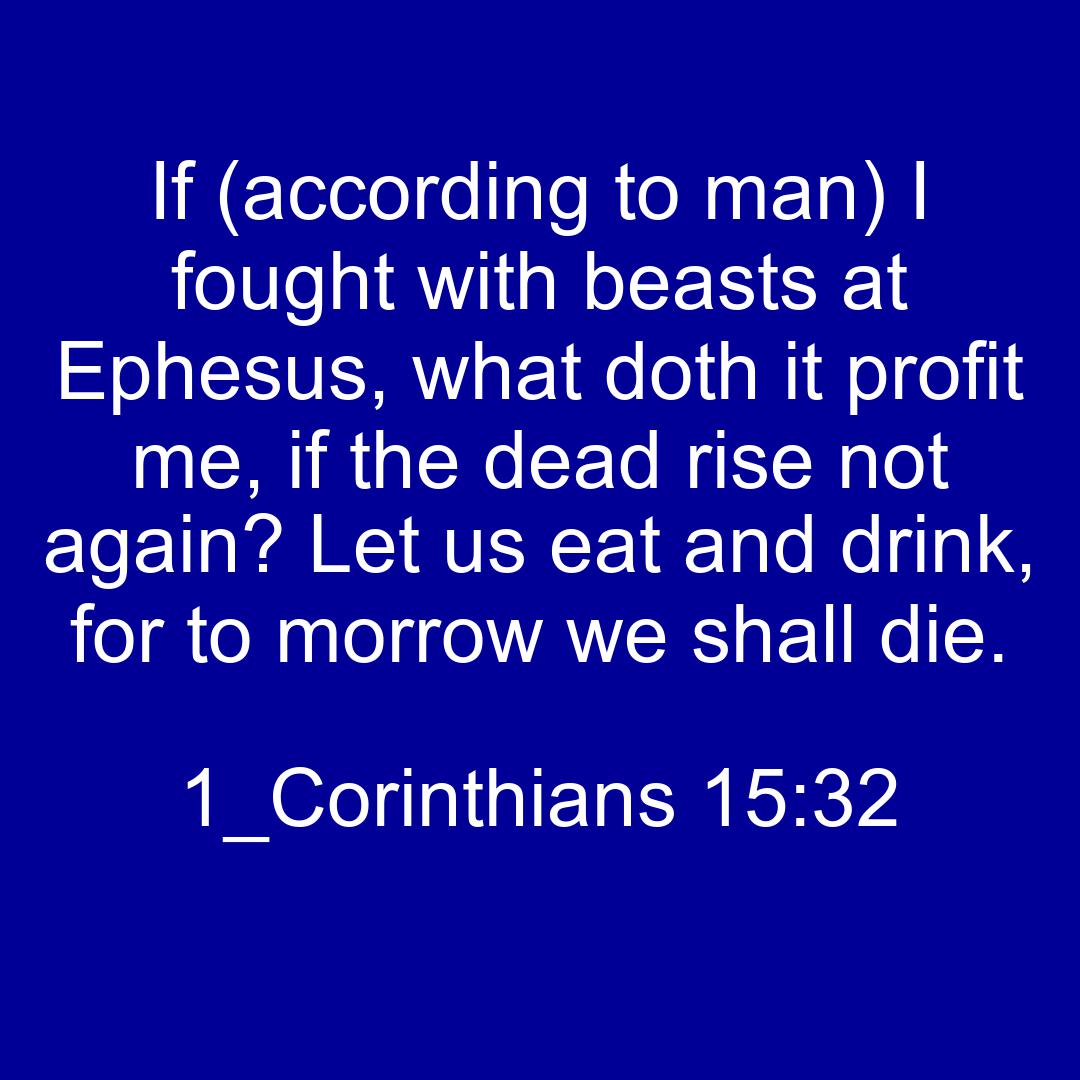 If (according to man) I
fought with beasts at
Ephesus, what doth it profit
me, if the dead rise not
again? Let us eat and drink,
for to morrow we shall die.
1_Corinthians 15:32